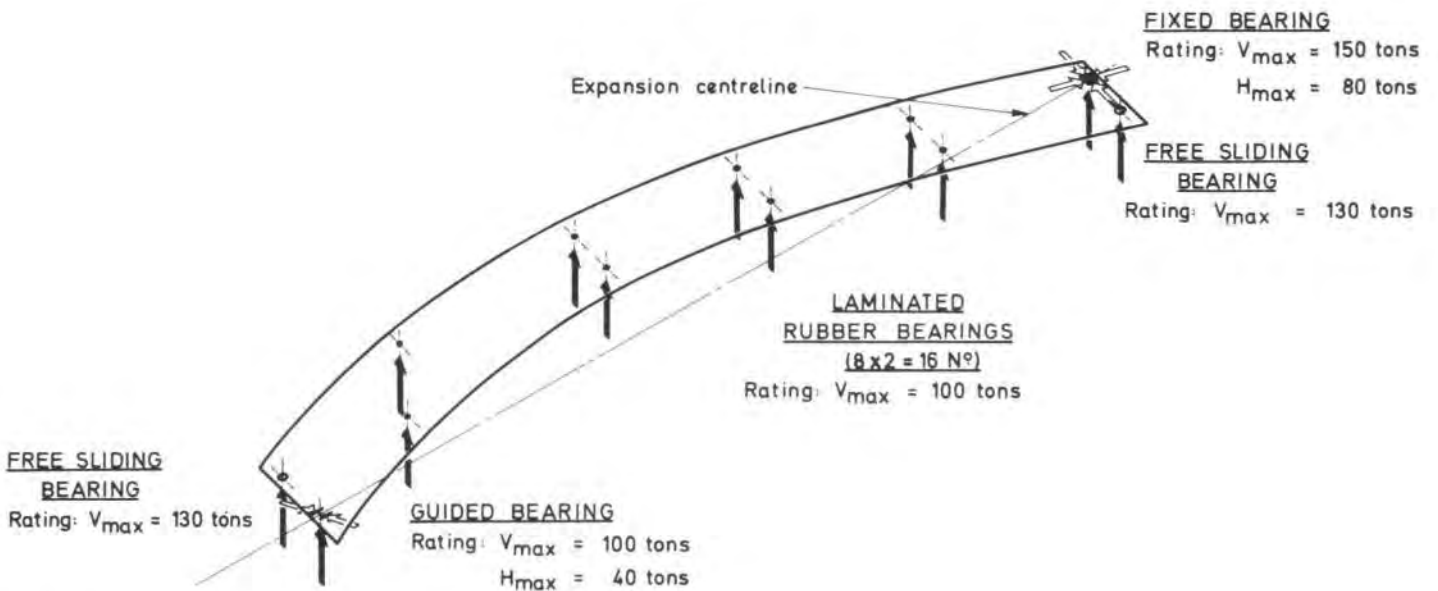 FIXED BEARING
Rating: Vmax = 150 tons
Hmax = 80 tons
Expansion centreline
FREE SLIDING
BEARING
Rating: Vmax = 130 tons
LAMINATED
RUBBER BEARINGS
(8 x 2 = 16 Nº)
Rating: Vmax = 100 tons
FREE SLIDING
BEARING
Rating: Vmax = 130 tons
GUIDED BEARING
Rating: Vmax = 100 tons
Hmax = 40 tons